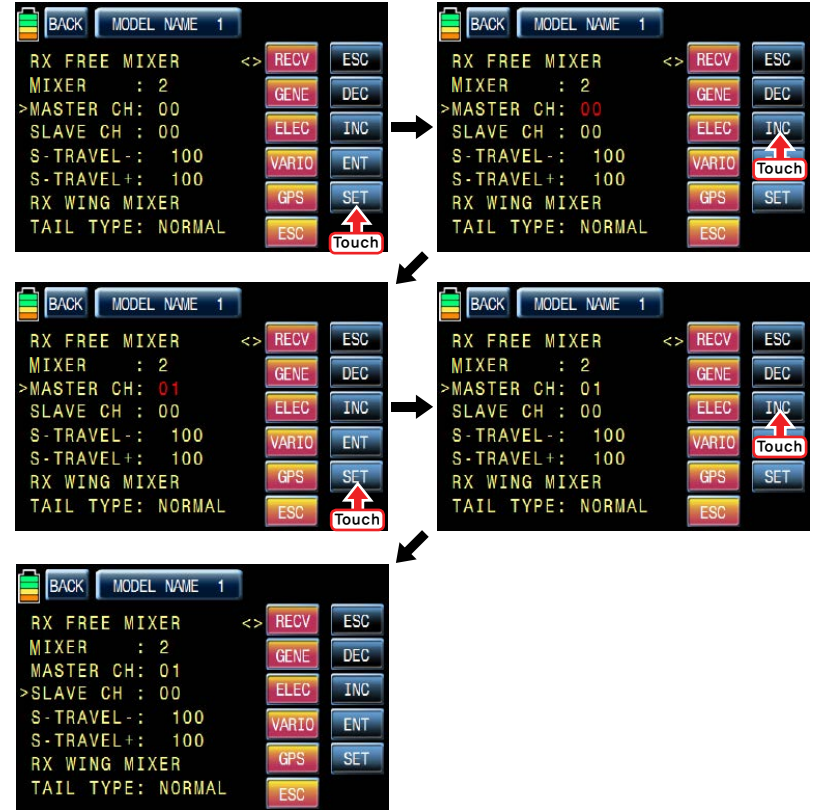 BACK MODEL NAME 1
RX FREE MIXER <> RECV ESC
MIXER : 2 GENE DEC
>MASTER CH: 00
SLAVE CH : 00 ELEC INC
S-TRAVEL-: 100 VARIO ENT
S-TRAVEL+: 100
RX WING MIXER GPS SET
TAIL TYPE: NORMAL ESC Touch
BACK MODEL NAME 1
RX FREE MIXER <> RECV ESC
MIXER : 2 GENE DEC
>MASTER CH: 00
SLAVE CH : 00 ELEC INC
S-TRAVEL-: 100 VARIO Touch
S-TRAVEL+: 100
RX WING MIXER GPS SET
TAIL TYPE: NORMAL ESC
BACK MODEL NAME 1
RX FREE MIXER <> RECV ESC
MIXER : 2 GENE DEC
>MASTER CH: 01
SLAVE CH : 00 ELEC INC
S-TRAVEL-: 100 VARIO ENT
S-TRAVEL+: 100
RX WING MIXER GPS SET
TAIL TYPE: NORMAL ESC Touch
BACK MODEL NAME 1
RX FREE MIXER <> RECV ESC
MIXER : 2 GENE DEC
>MASTER CH: 01
SLAVE CH : 00 ELEC INC
S-TRAVEL-: 100 VARIO Touch
S-TRAVEL+: 100
RX WING MIXER GPS SET
TAIL TYPE: NORMAL ESC
BACK MODEL NAME 1
RX FREE MIXER <> RECV ESC
MIXER : 2 GENE DEC
MASTER CH: 01
>SLAVE CH : 00 ELEC INC
S-TRAVEL-: 100 VARIO ENT
S-TRAVEL+: 100
RX WING MIXER GPS SET
TAIL TYPE: NORMAL ESC